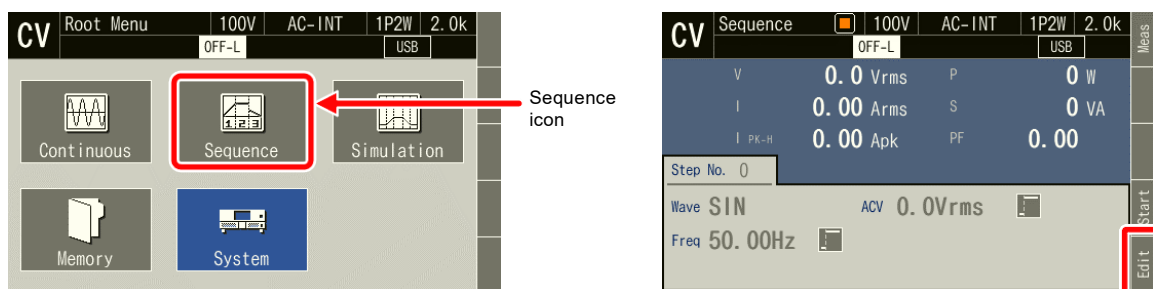 CV Root Menu 100V AC-INT 1P2W 2.0k
OFF-L USB
Continuous Sequence Simulation
Memory System
Sequence
icon
CV Sequence 100V AC-INT 1P2W 2.0k
OFF-L USB
V 0.0 Vrms P 0 W
I 0.00 Arms S 0 VA
I PK-H 0.00 Apk PF 0.00
Step No. 0
Wave SIN ACV 0.0Vrms
Freq 50.00Hz
Meas
Start
Edit